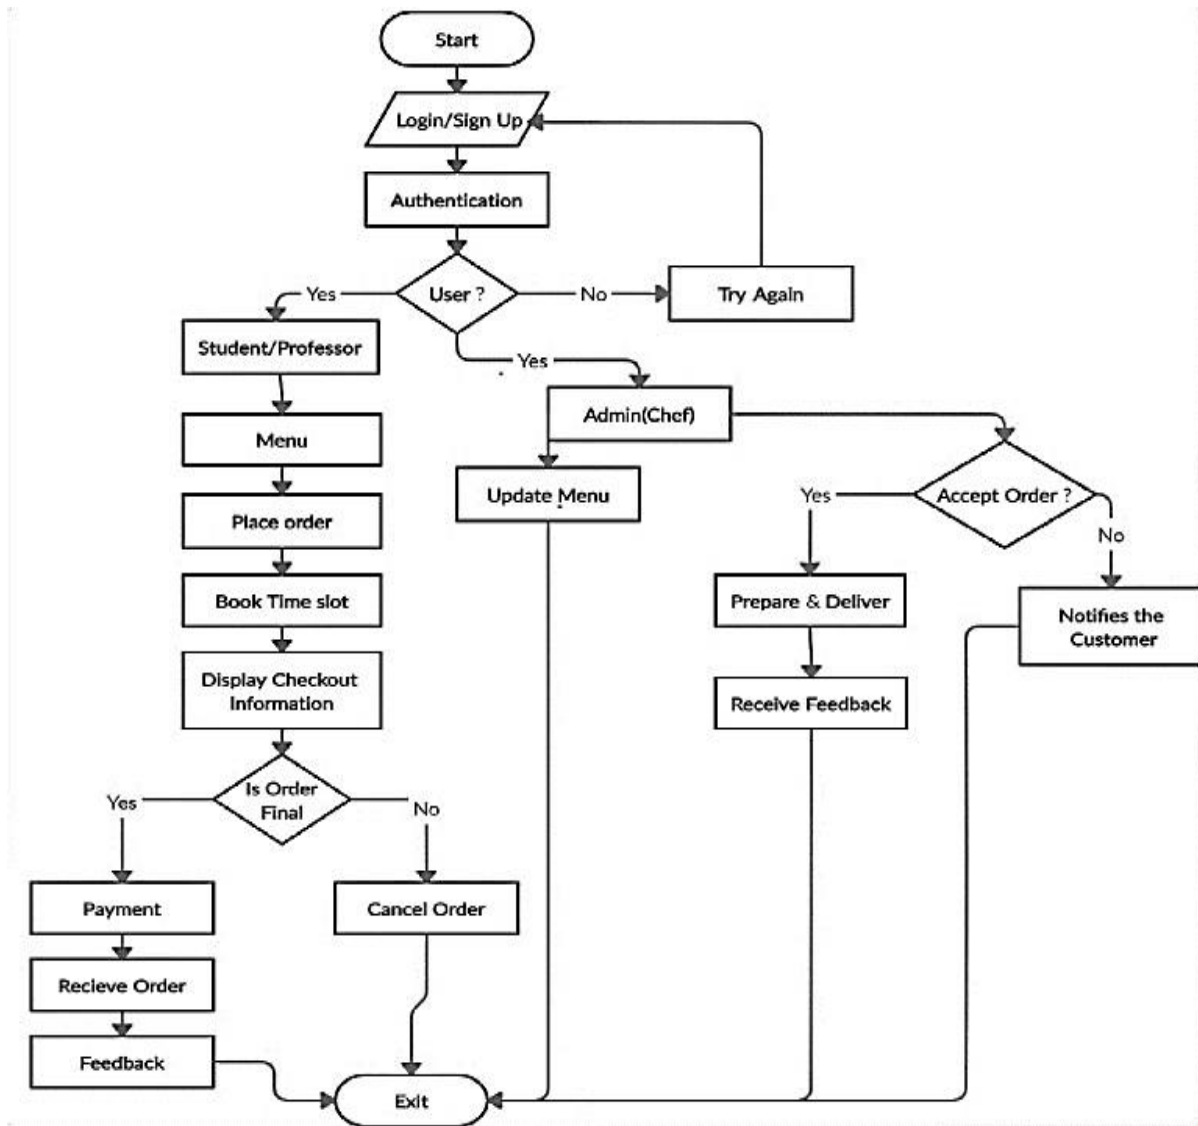 Start
Login/Sign Up
Authentication
User ?
Yes
No
Try Again
Student/Professor
Yes
Admin(Chef)
Menu
Update Menu
Yes
Accept Order ?
No
Place order
Book Time slot
Prepare & Deliver
Notifies the
Customer
Display Checkout
Information
Receive Feedback
Is Order
Final
Yes
No
Payment
Cancel Order
Recieve Order
Feedback
Exit